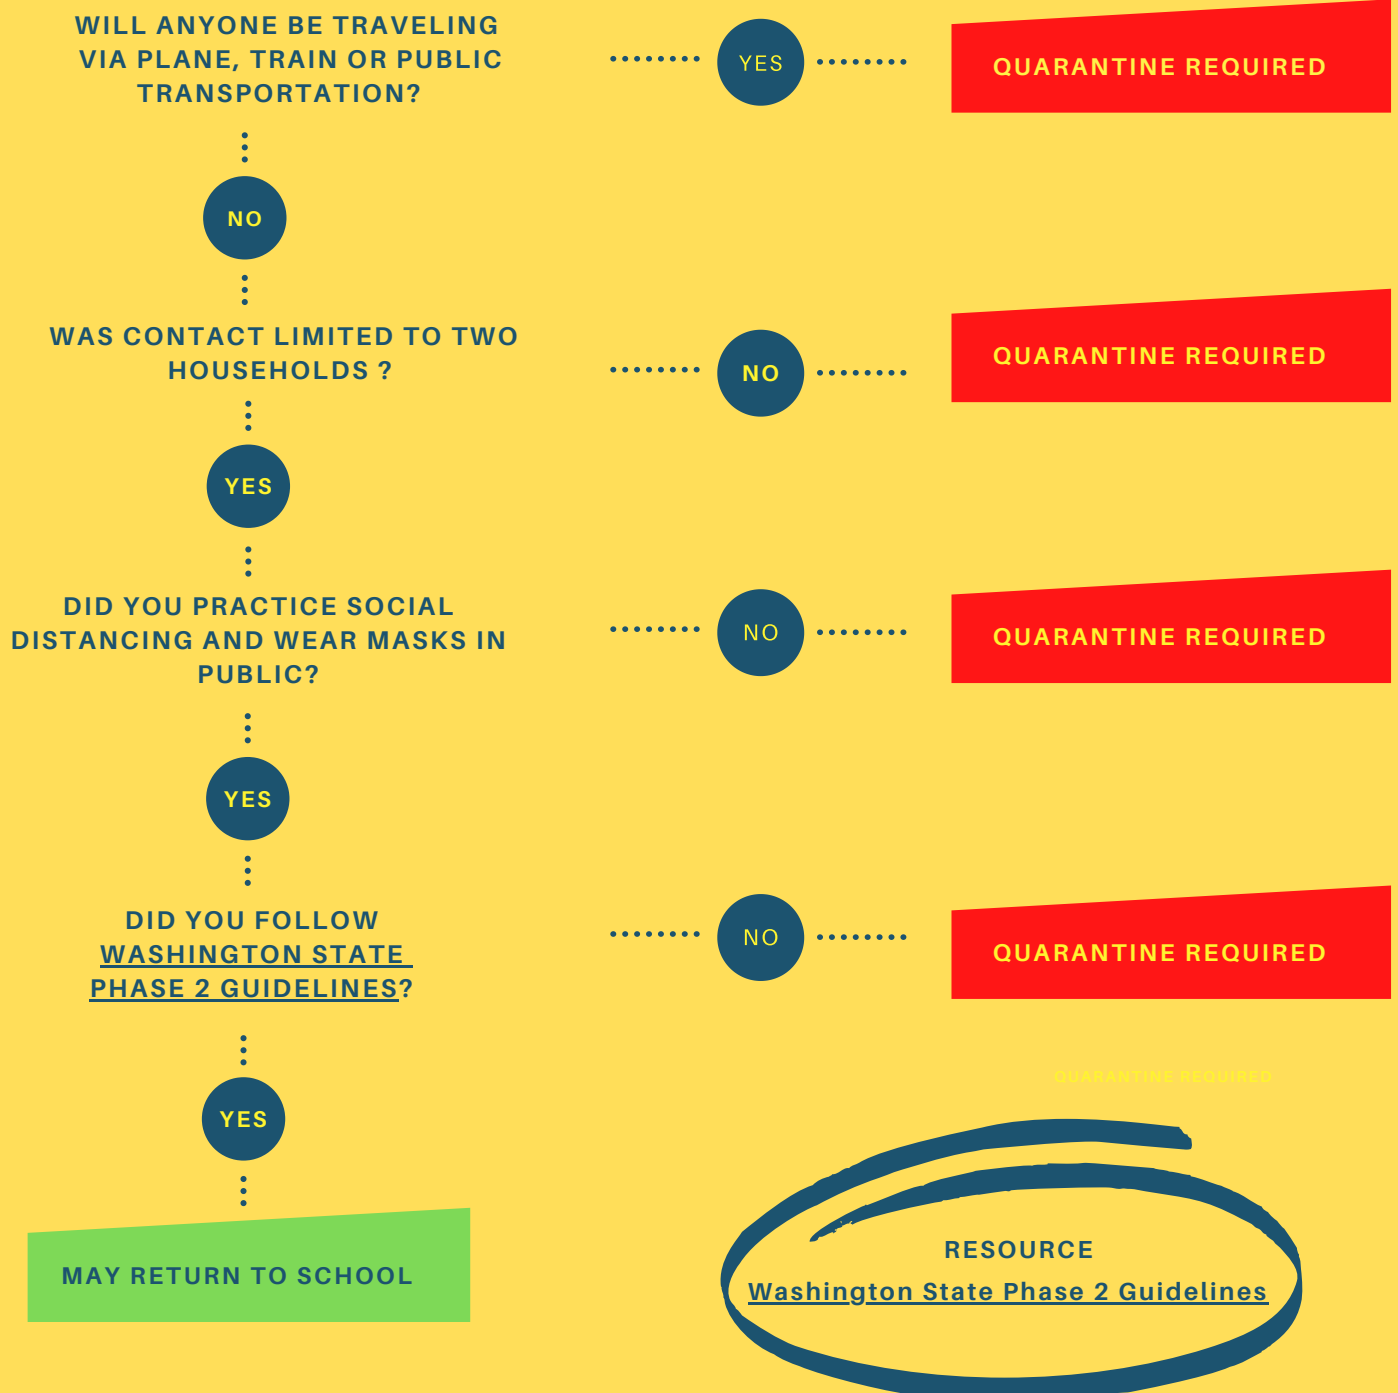 WILL ANYONE BE TRAVELING
VIA PLANE, TRAIN OR PUBLIC
TRANSPORTATION?
YES
QUARANTINE REQUIRED
NO
WAS CONTACT LIMITED TO TWO
HOUSEHOLDS ?
NO
QUARANTINE REQUIRED
YES
DID YOU PRACTICE SOCIAL
DISTANCING AND WEAR MASKS IN
PUBLIC?
NO
QUARANTINE REQUIRED
YES
DID YOU FOLLOW
WASHINGTON STATE
PHASE 2 GUIDELINES?
NO
QUARANTINE REQUIRED
QUARANTINE REQUIRED
YES
MAY RETURN TO SCHOOL
RESOURCE
Washington State Phase 2 Guidelines